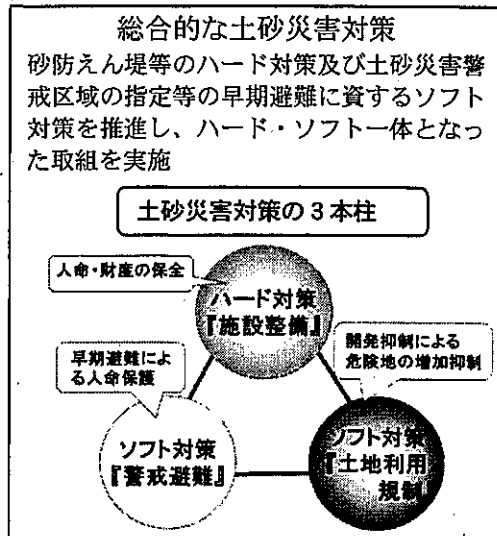 総合的な土砂災害対策
砂防えん堤等のハード対策及び土砂災害警
戒区域の指定等の早期避難に資するソフト
対策を推進し、ハード・ソフト一体となっ
た取組を実施
土砂災害対策の3本柱
人命・財産の保全
ハード対策
『施設整備』
早期避難によ
る人命保護
開発抑制による
危険地の増加抑制
ソフト対策
『警戒避難』
ソフト対策
『土地利用
規制』